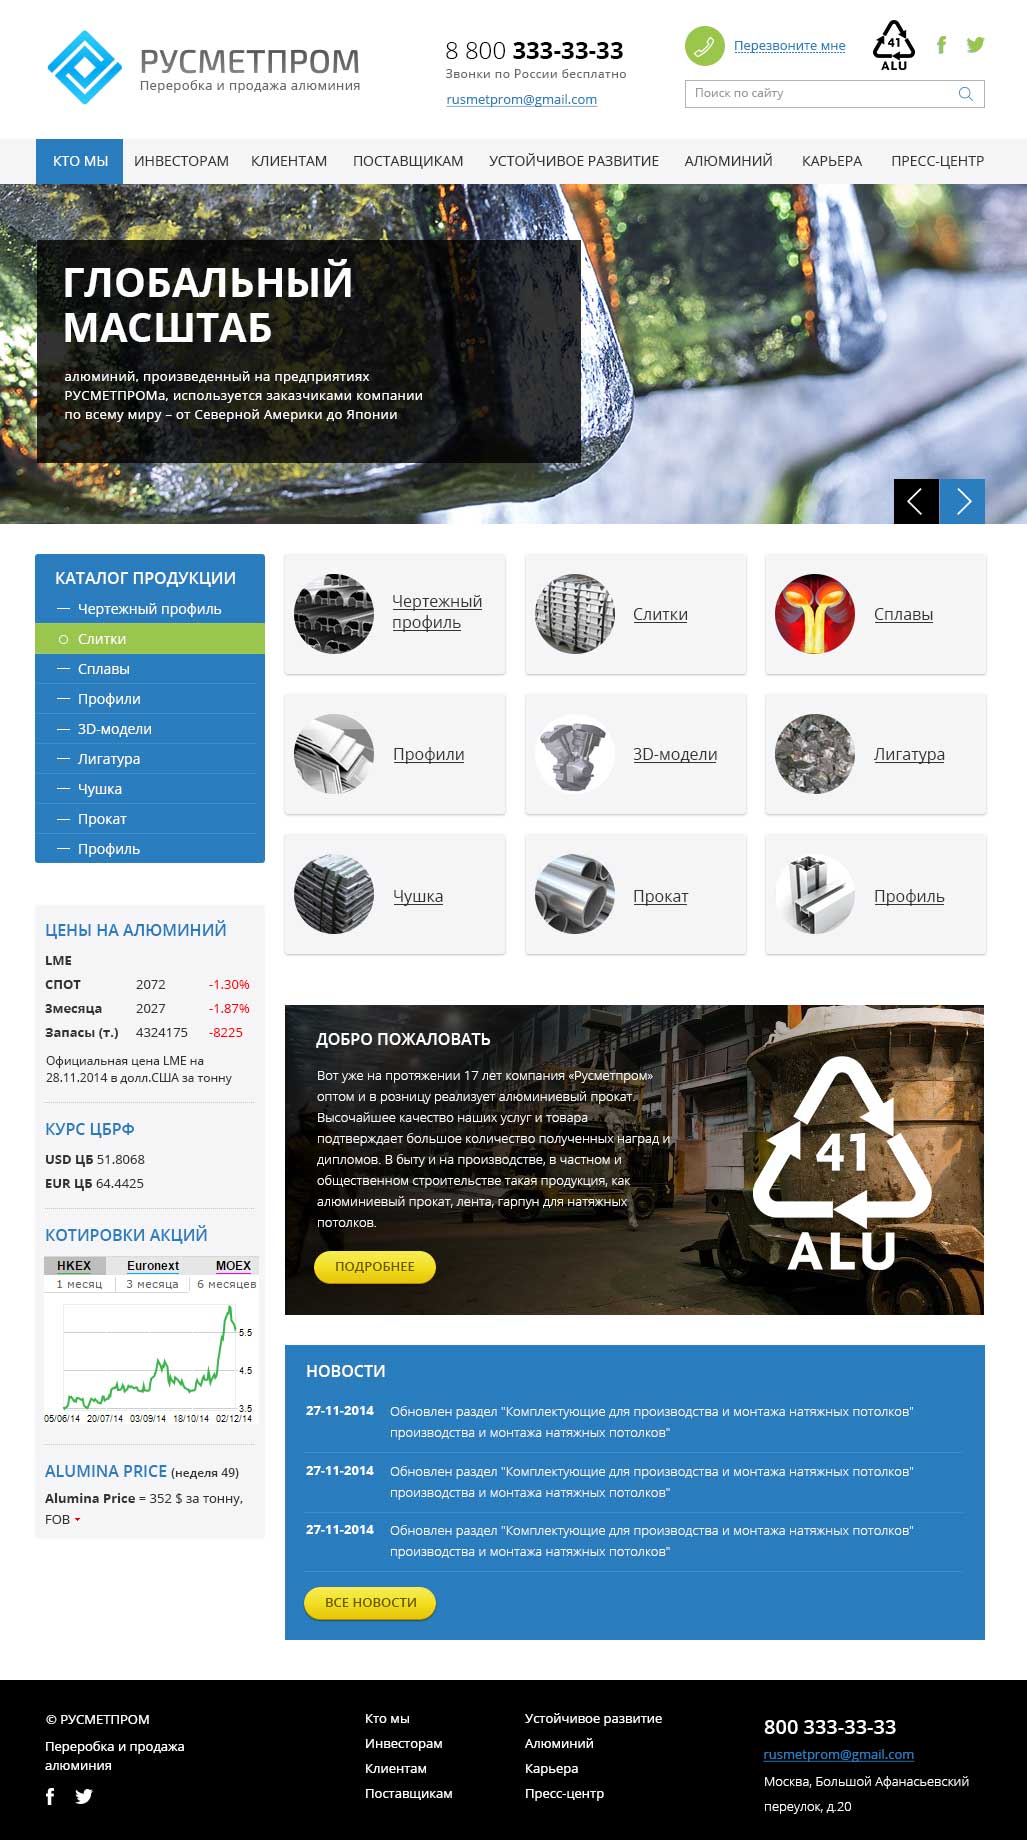 РУСМЕТПРОМ
Переробка и продажа алюминия
8 800 333-33-33
Звонки по России бесплатно
rusmetprom@gmail.com
Перезвоните мне
41
ALU
Поиск по сайту
КТО МЫ
ИНВЕСТОРАМ
КЛИЕНТАМ
ПОСТАВЩИКАМ
УСТОЙЧИВОЕ РАЗВИТИЕ
АЛЮМИНИЙ
КАРЬЕРА
ПРЕСС-ЦЕНТР
ГЛОБАЛЬНЫЙ
МАСШТАБ
алюминий, произведенный на предприятиях
РУСМЕТПРОМа, используется заказчиками компании
по всему миру – от Северной Америки до Японии
КАТАЛОГ ПРОДУКЦИИ
Чертежный профиль
Слитки
Сплавы
Профили
3D-модели
Лигатура
Чушка
Прокат
Профиль
Чертежный
профиль
Слитки
Сплавы
Профили
3D-модели
Лигатура
Чушка
Прокат
Профиль
ЦЕНЫ НА АЛЮМИНИЙ
LME
СПОТ 2072 -1.30%
3месяца 2027 -1.87%
Запасы (т.) 4324175 -8225
Официальная цена LME на
28.11.2014 в долл.США за тонну
КУРС ЦБРФ
USD ЦБ 51.8068
EUR ЦБ 64.4425
КОТИРОВКИ АКЦИЙ
HKEX Euronext MOEX
1 месяц 3 месяца 6 месяцев
5.5
4.5
3.5
05/06/14 20/07/14 03/09/14 18/10/14 02/12/14
ALUMINA PRICE (неделя 49)
Alumina Price = 352 $ за тонну,
FOB
ДОБРО ПОЖАЛОВАТЬ
Вот уже на протяжении 17 лет компания «Русметпром»
оптом и в розницу реализует алюминиевый прокат.
Высочайшее качество наших услуг и товара
подтверждает большое количество полученных наград и
дипломов. В быту и на производстве, в частном и
общественном строительстве такая продукция, как
алюминиевый прокат, лента, гарпун для натяжных
потолков.
ПОДРОБНЕЕ
41
ALU
НОВОСТИ
27-11-2014 Обновлен раздел "Комплектующие для производства и монтажа натяжных потолков"
производства и монтажа натяжных потолков"
27-11-2014 Обновлен раздел "Комплектующие для производства и монтажа натяжных потолков"
производства и монтажа натяжных потолков"
27-11-2014 Обновлен раздел "Комплектующие для производства и монтажа натяжных потолков"
производства и монтажа натяжных потолков"
ВСЕ НОВОСТИ
© РУСМЕТПРОМ
Переробка и продажа
алюминия
Кто мы
Инвесторам
Клиентам
Поставщикам
Устойчивое развитие
Алюминий
Карьера
Пресс-центр
800 333-33-33
rusmetprom@gmail.com
Москва, Большой Афанасьевский
переулок, д.20